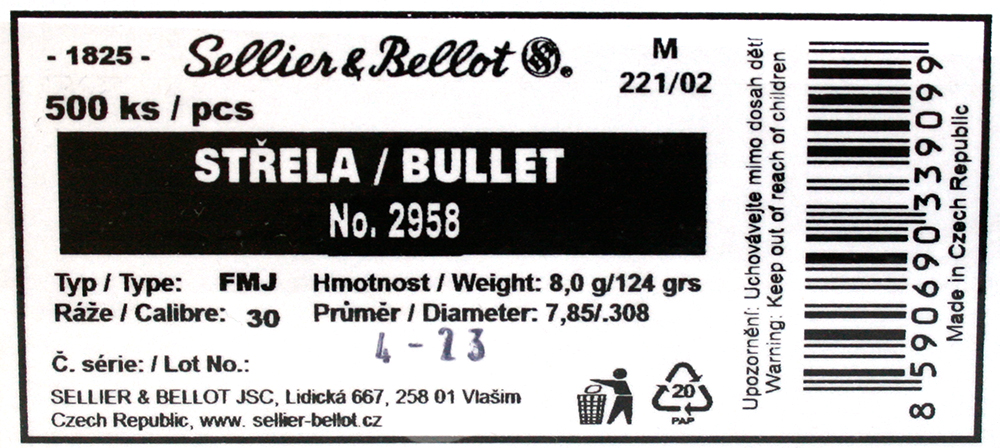 - 1825 - Sellier & Bellot S&B ®
M
221/02
500 ks / pcs
STŘELA / BULLET
No. 2958
Typ / Type: FMJ Hmotnost / Weight: 8,0 g/124 grs
Ráže / Calibre: 30 Průměr / Diameter: 7,85/.308
4 - 23
Č. série: / Lot No.:
SELLIER & BELLOT JSC, Lidická 667, 258 01 Vlašim
Czech Republic, www. sellier-bellot.cz
20
PAP
Upozornění: Uchovávejte mimo dosah dětí
Warning: Keep out of reach of children
8 590690 339099
Made in Czech Republic